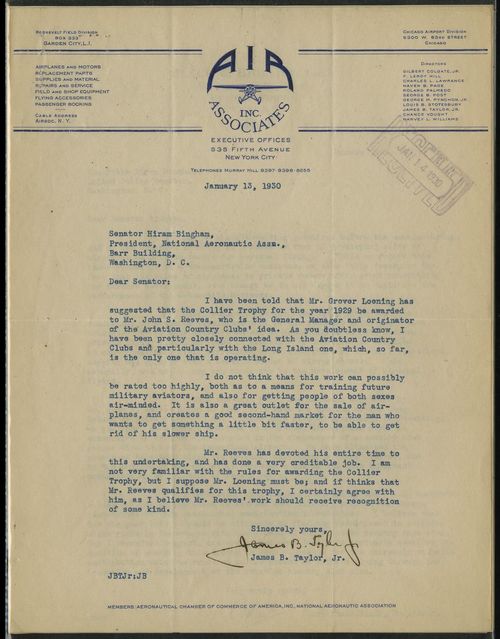 ROOSEVELT FIELD DIVISION
BOX 333
GARDEN CITY, L.I.
CHICAGO AIRPORT DIVISION
5300 W. 63RD STREET
CHICAGO
AIRPLANES AND MOTORS
REPLACEMENT PARTS
SUPPLIES AND MATERIAL
REPAIRS AND SERVICE
FIELD AND SHOP EQUIPMENT
FLYING ACCESSORIES
PASSENGER BOOKING
CABLE ADDRESS
AIRSOC, N. Y.
AIR
ASSOCIATES
INC.
EXECUTIVE OFFICES
535 FIFTH AVENUE
NEW YORK CITY
TELEPHONES MURRAY HILL 8397-8398-8255
DIRECTORS
GILBERT COLGATE, JR.
F. LEROY HILL
CHARLES L. LAWRANCE
HAVEN B. PAGE
ROLAND PALMEDO
GEORGE B. POST
GEORGE M. PYNCHON, JR.
LOUIS B. STOTESBURY
JAMES B. TAYLOR, JR.
CHANCE VOUGHT
HARVEY L. WILLIAMS
JAN 14 1930
January 13, 1930
Senator Hiram Bingham,
President, National Aeronautic Assn.,
Barr Building,
Washington, D. C.
Dear Senator:
I have been told that Mr. Grover Loening has
suggested that the Collier Trophy for the year 1929 be awarded
to Mr. John S. Reeves, who is the General Manager and originator
of the Aviation Country Clubs' idea. As you doubtless know, I
have been pretty closely connected with the Aviation Country
Clubs and particularly with the Long Island one, which, so far,
is the only one that is operating.
I do not think that this work can possibly
be rated too highly, both as to a means for training future
military aviators, and also for getting people of both sexes
air-minded. It is also a great outlet for the sale of air-
planes, and creates a good second-hand market for the man who
wants to get something a little bit faster, to be able to get
rid of his slower ship.
Mr. Reeves has devoted his entire time to
this undertaking, and has done a very creditable job. I am
not very familiar with the rules for awarding the Collier
Trophy, but I suppose Mr. Loening must be; and if thinks that
Mr. Reeves qualifies for this trophy, I certainly agree with
him, as I believe Mr. Reeves' work should receive recognition
of some kind.
Sincerely yours,
James B. Taylor Jr
James B. Taylor, Jr.
JBTJr:JB
MEMBERS: AERONAUTICAL CHAMBER OF COMMERCE OF AMERICA, INC., NATIONAL AERONAUTIC ASSOCIATION